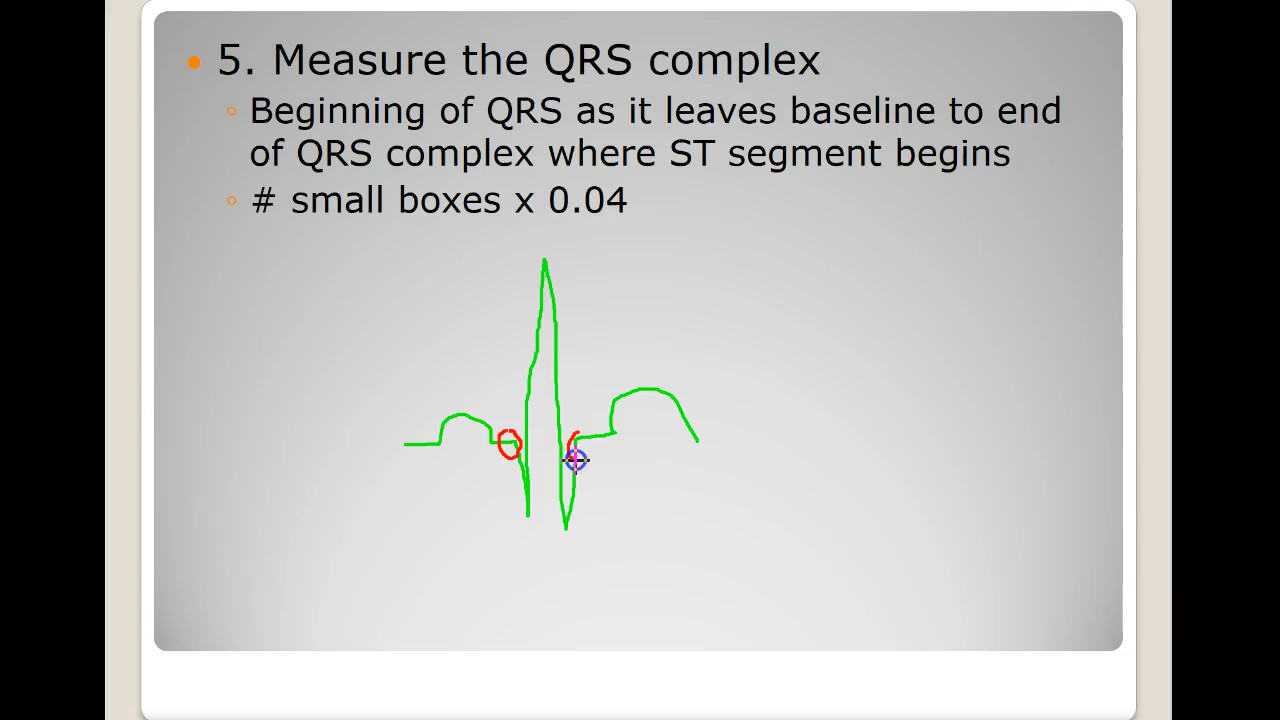 5. Measure the QRS complex
Beginning of QRS as it leaves baseline to end
of QRS complex where ST segment begins
# small boxes x 0.04